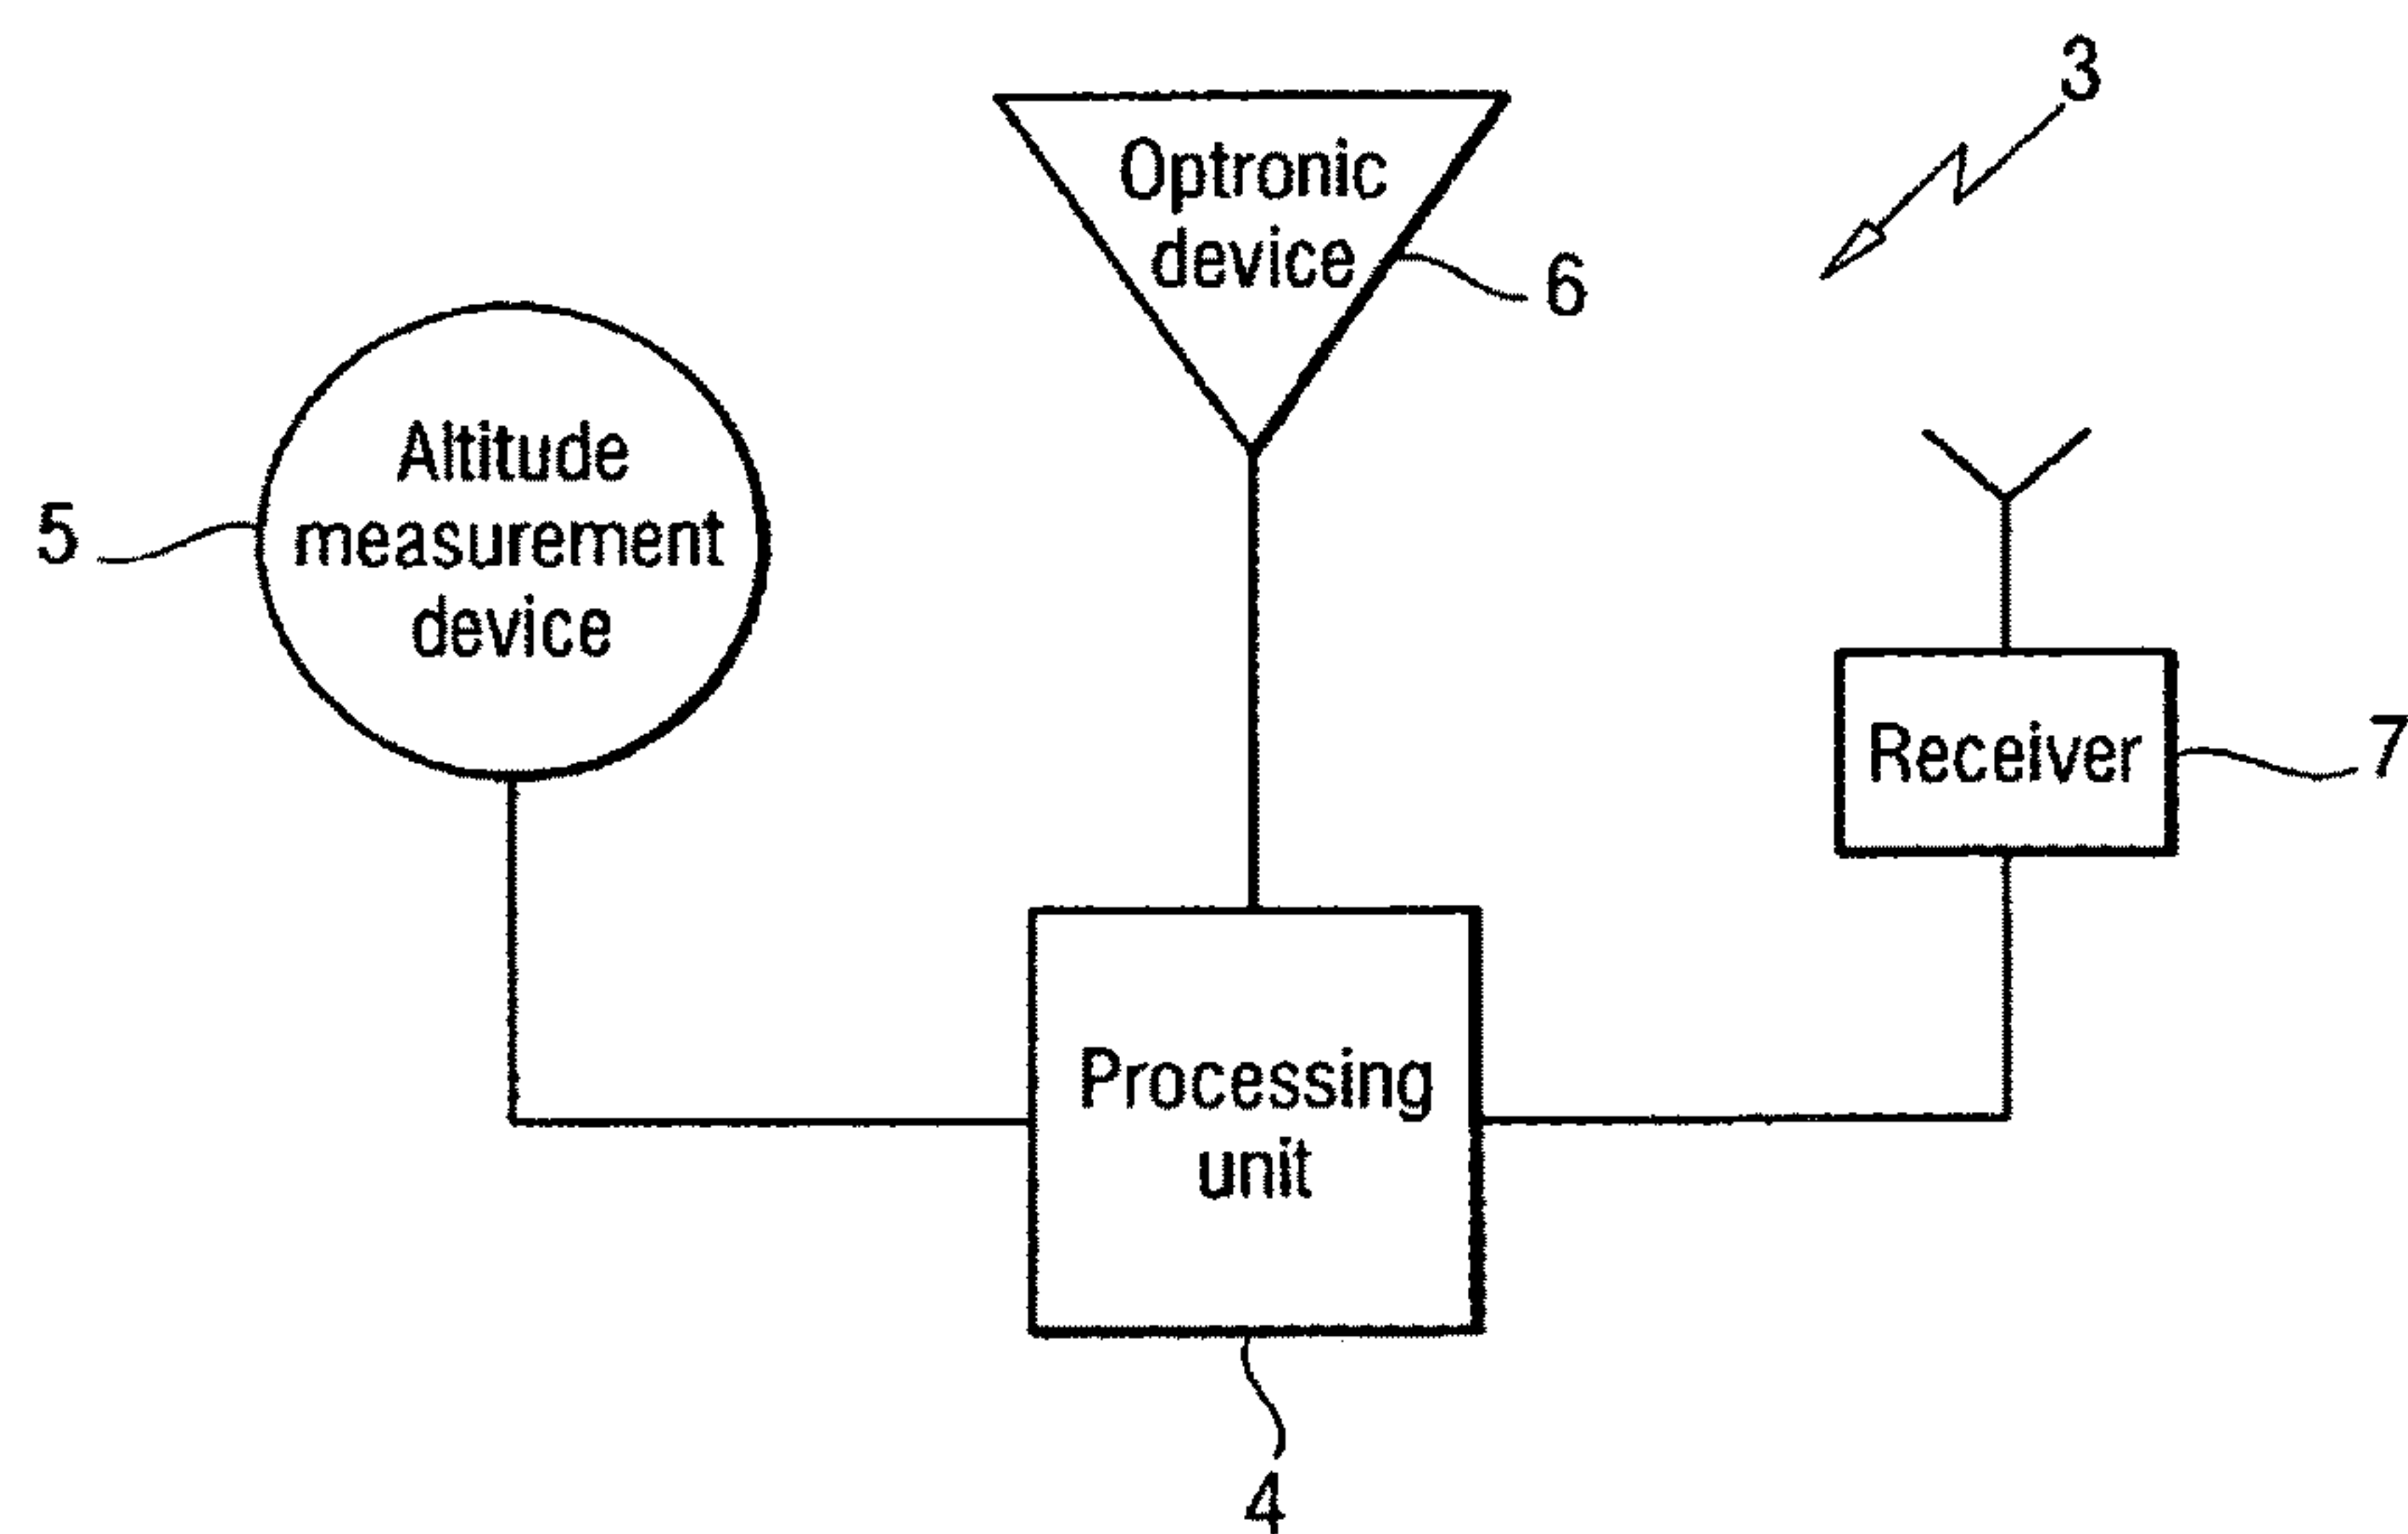 3
Optronic
device
6
Altitude
measurement
device
5
Receiver
7
Processing
unit
4